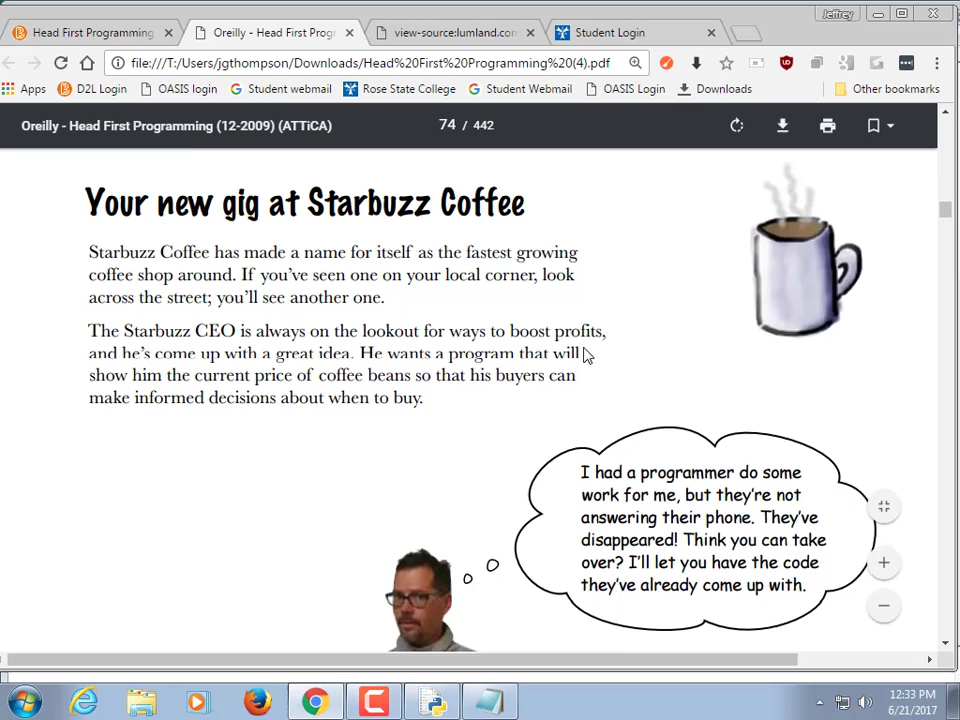 Jeffrey
Head First Programming
Oreilly - Head First Prog
view-source:lumland.con
Student Login
file:///T:/Users/jgthompson/Downloads/Head%20First%20Programming%20(4).pdf
Apps
D2L Login
OASIS login
Student webmail
Rose State College
Student Webmail
OASIS Login
Downloads
Other bookmarks
Oreilly - Head First Programming (12-2009) (ATTiCA)
74 / 442
Your new gig at Starbuzz Coffee
Starbuzz Coffee has made a name for itself as the fastest growing
coffee shop around. If you've seen one on your local corner, look
across the street; you'll see another one.
The Starbuzz CEO is always on the lookout for ways to boost profits,
and he's come up with a great idea. He wants a program that will
show him the current price of coffee beans so that his buyers can
make informed decisions about when to buy.
I had a programmer do some
work for me, but they're not
answering their phone. They've
disappeared! Think you can take
over? I'll let you have the code
they've already come up with.
12:33 PM
6/21/2017